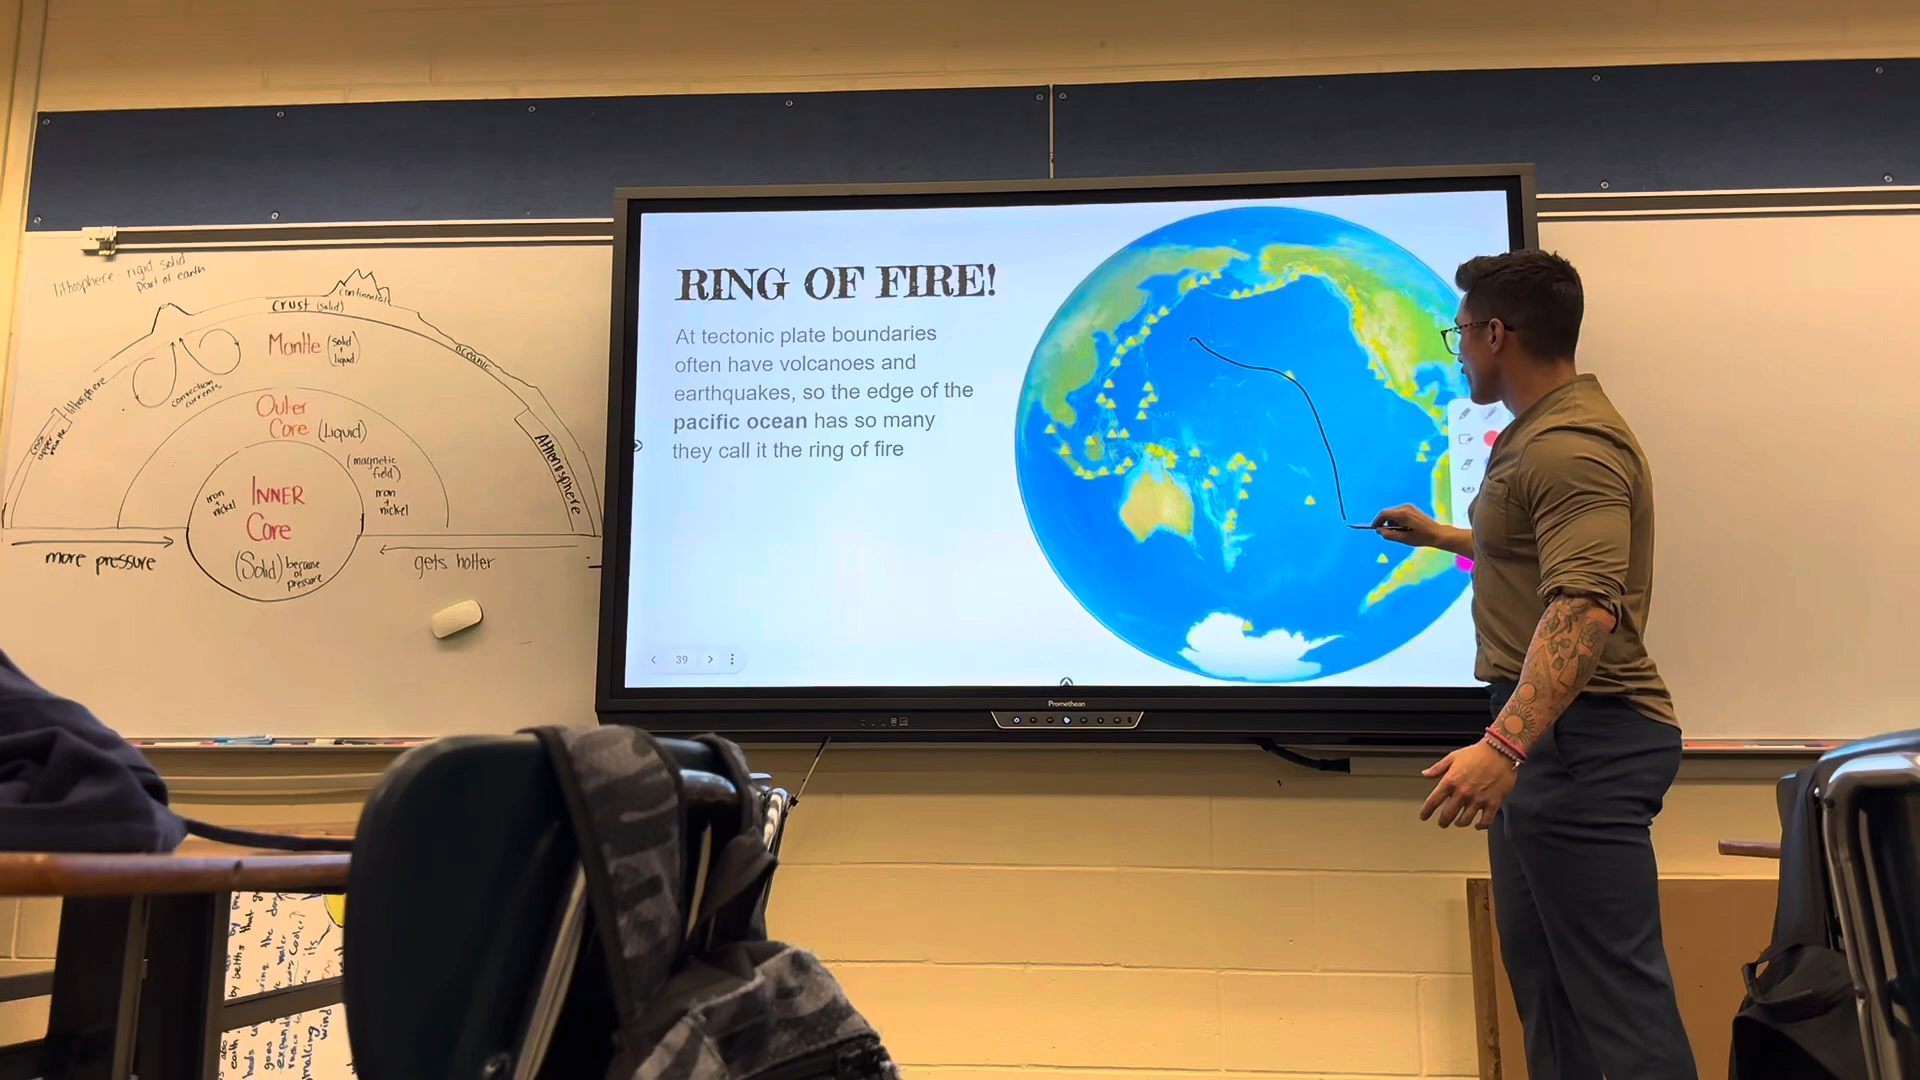 lithosphere - rigid solid
part of earth
continental
crust (solid)
Mantle (solid
+
liquid)
oceanic
convection
currents
lithosphere
Outer
Core (Liquid)
(magnetic
field)
iron
+
nickel
INNER
Core
iron
+
nickel
(Solid) because
of
pressure
Athenosphere
more pressure
gets hotter
RING OF FIRE!
At tectonic plate boundaries
often have volcanoes and
earthquakes, so the edge of the
pacific ocean has so many
they call it the ring of fire
39
Promethean